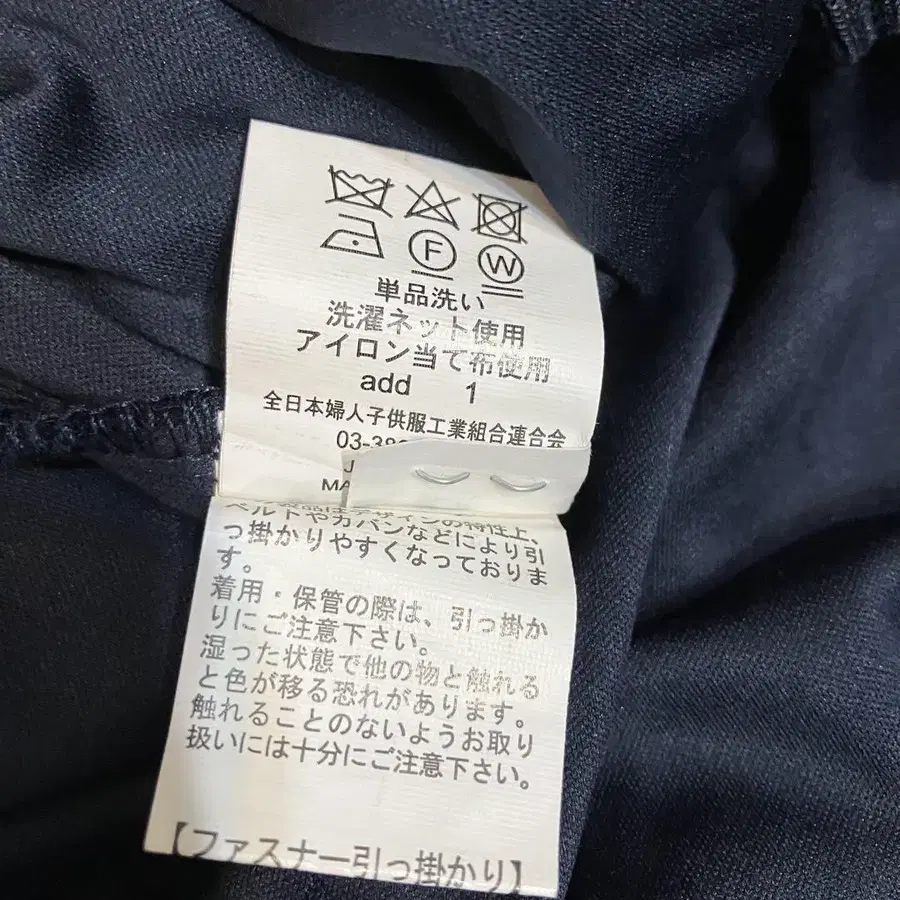 F W
単品洗い
洗濯ネット使用
アイロン当て布使用
add 1
全日本婦人子供服工業組合連合会
03-38
J
MA
ベルトやカバンなどにより引
っ掛かりやすくなっておりま
す。
着用・保管の際は、引っ掛か
りにご注意下さい。
湿った状態で他の物と触れる
と色が移る恐れがあります。
触れることのないようお取り
扱いには十分にご注意下さい。
【ファスナー引っ掛かり】